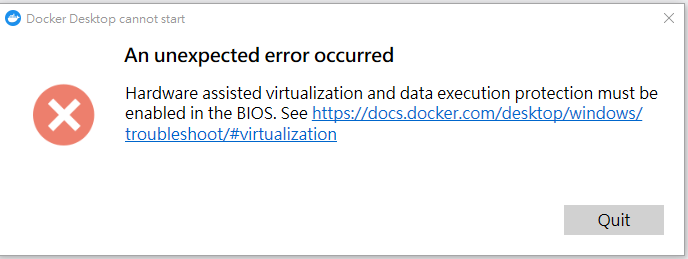 Docker Desktop cannot start
An unexpected error occurred
Hardware assisted virtualization and data execution protection must be
enabled in the BIOS. See https://docs.docker.com/desktop/windows/
troubleshoot/#virtualization
Quit